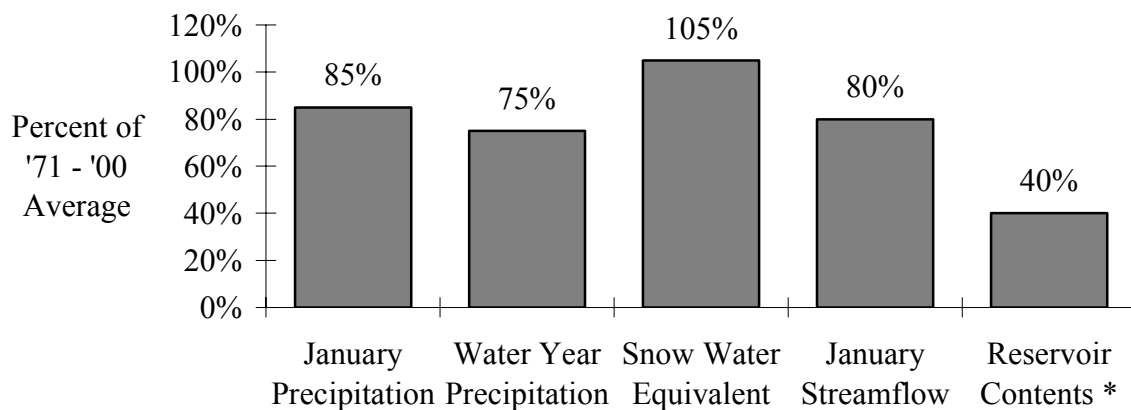 120%
100%
80%
60%
40%
20%
0%
Percent of
'71 - '00
Average
85%
75%
105%
80%
40%
January
Precipitation
Water Year
Precipitation
Snow Water
Equivalent
January
Streamflow
Reservoir
Contents *